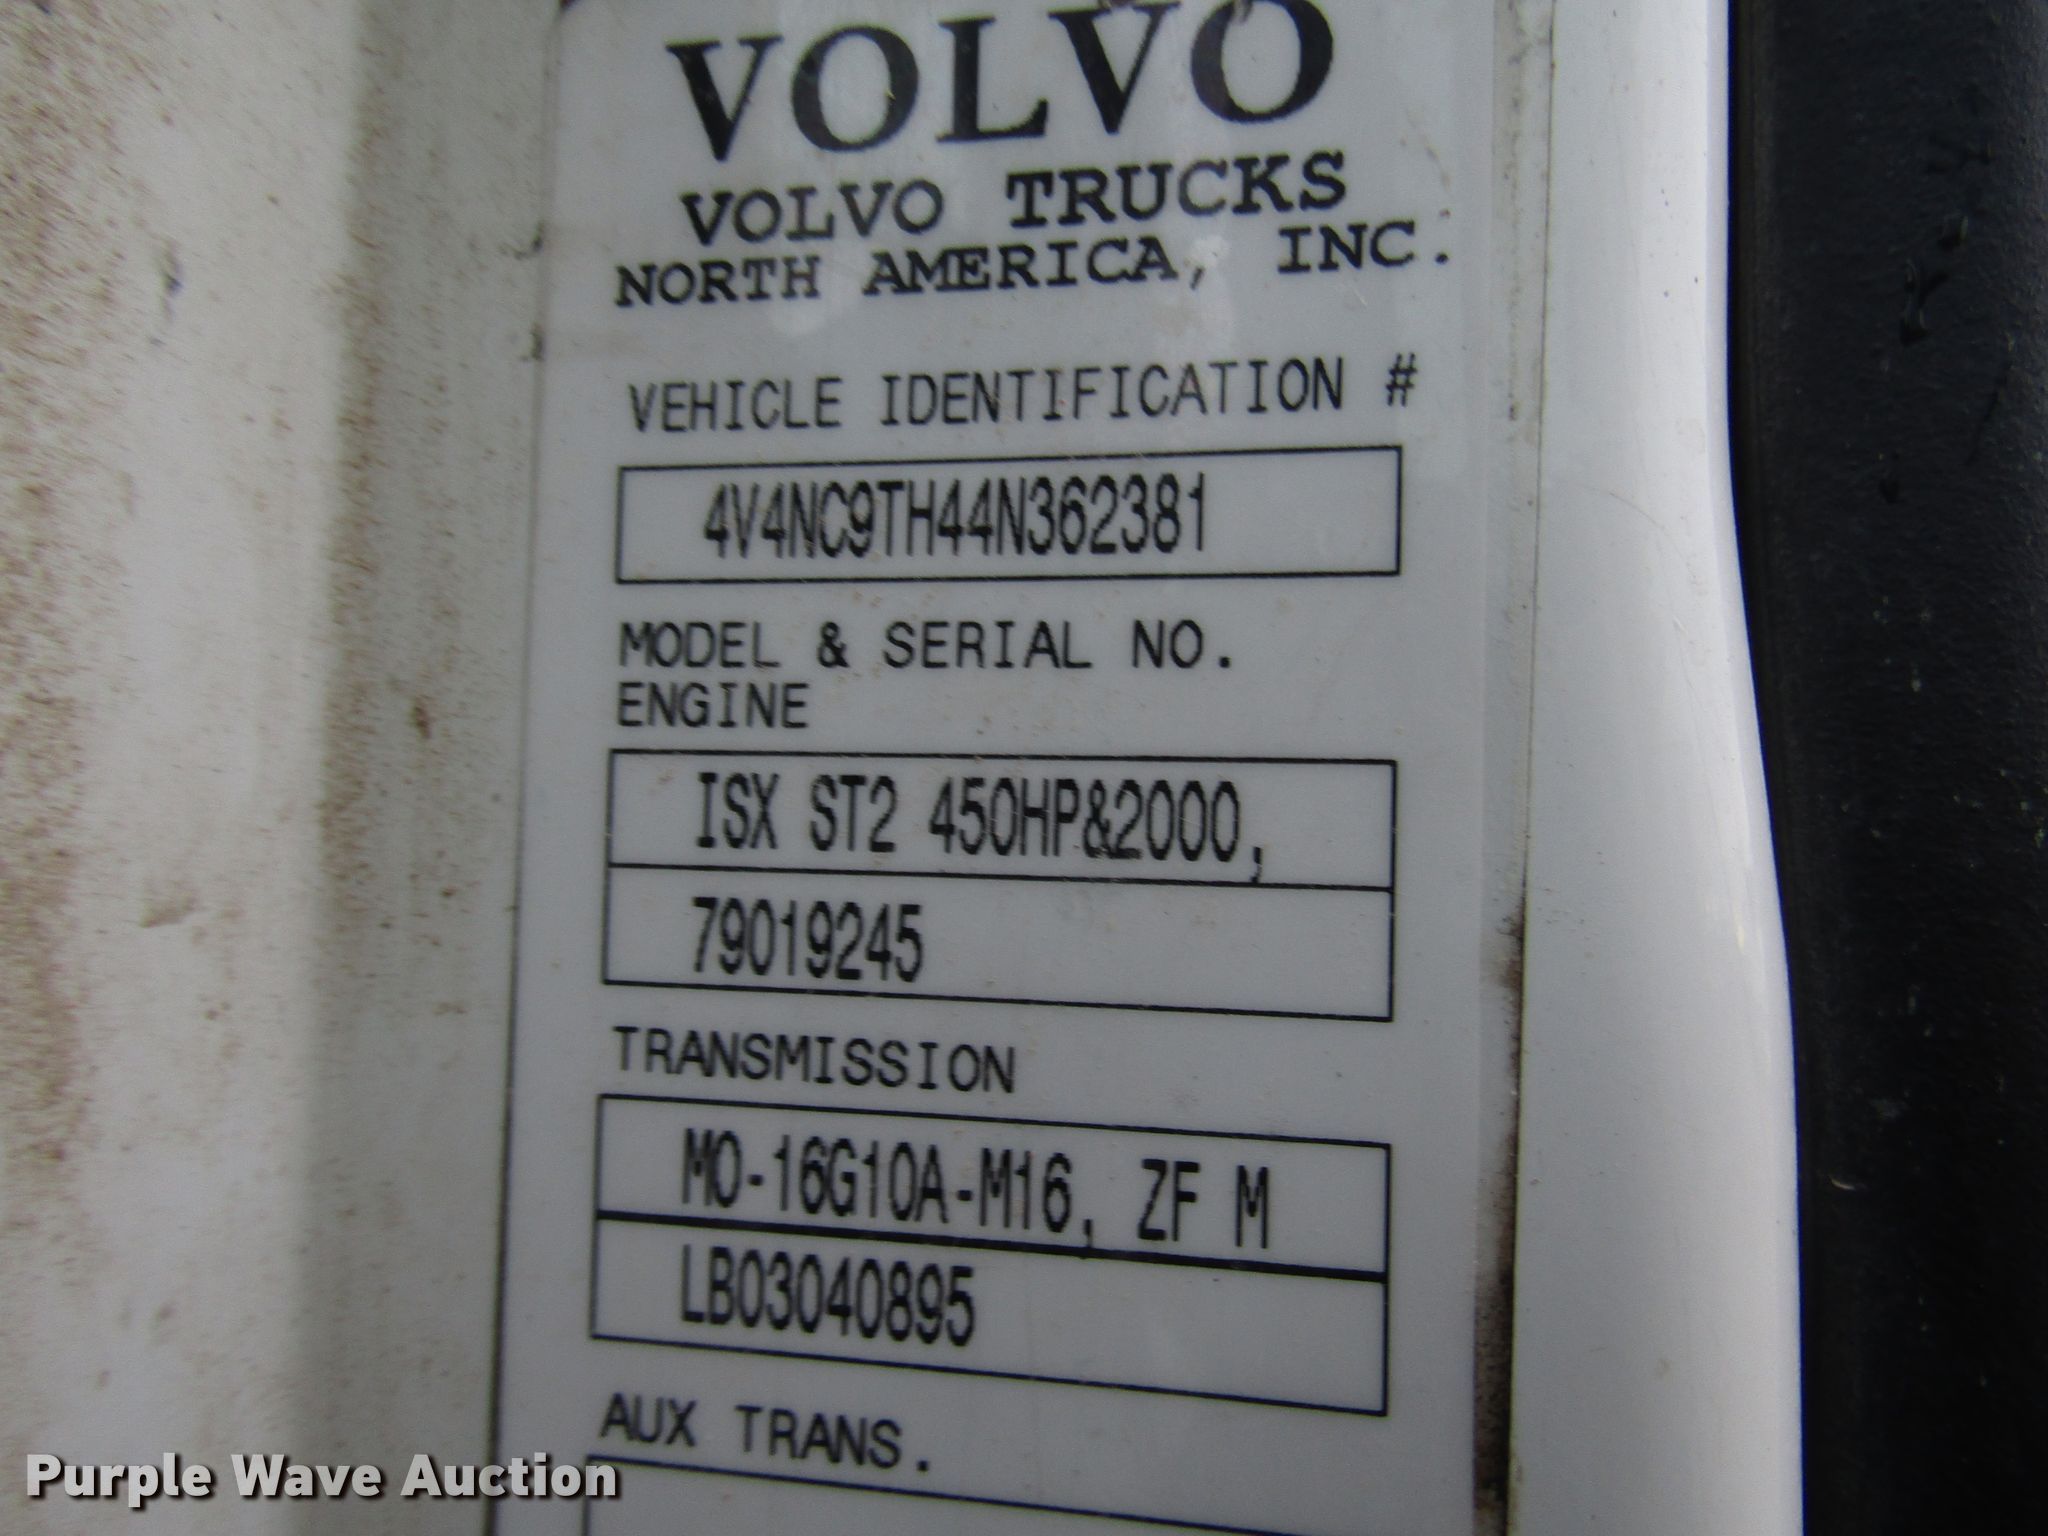 VOLVO
VOLVO TRUCKS
NORTH AMERICA, INC.
VEHICLE IDENTIFICATION #
4V4NC9TH44N362381
MODEL & SERIAL NO.
ENGINE
ISX ST2 450HP&2000,
79019245
TRANSMISSION
MO-16G10A-M16, ZF M
LB03040895
AUX TRANS.
Purple Wave Auction